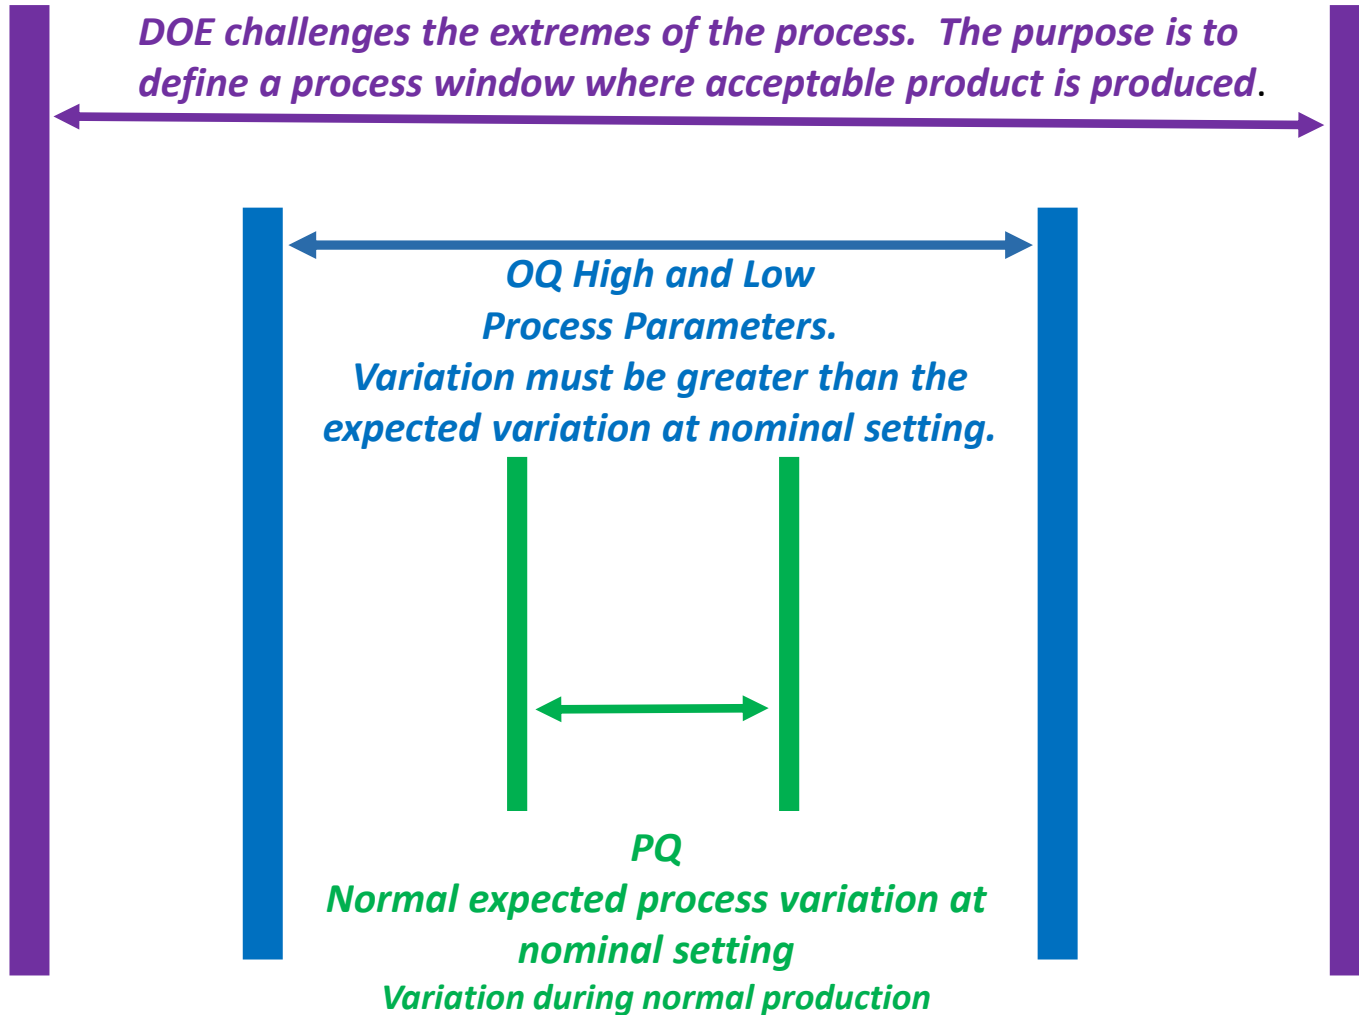 DOE challenges the extremes of the process.  The purpose is to
define a process window where acceptable product is produced.
OQ High and Low
Process Parameters.
Variation must be greater than the
expected variation at nominal setting.
PQ
Normal expected process variation at
nominal setting
Variation during normal production